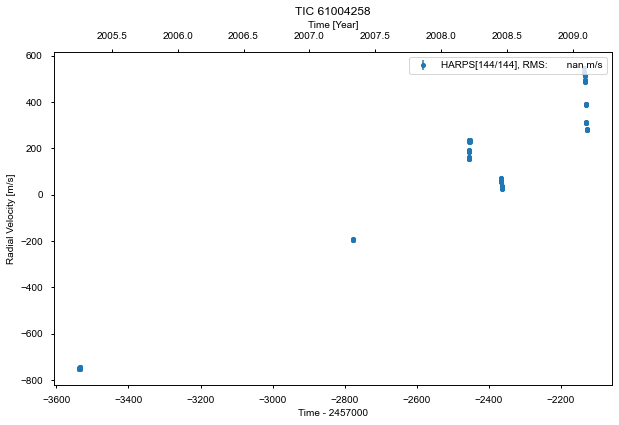 TIC 61004258
Time [Year]
2005.5 2006.0 2006.5 2007.0 2007.5 2008.0 2008.5 2009.0
HARPS[144/144], RMS: nan m/s
Radial Velocity [m/s]
600
400
200
0
−200
−400
−600
−800
−3600 −3400 −3200 −3000 −2800 −2600 −2400 −2200
Time - 2457000